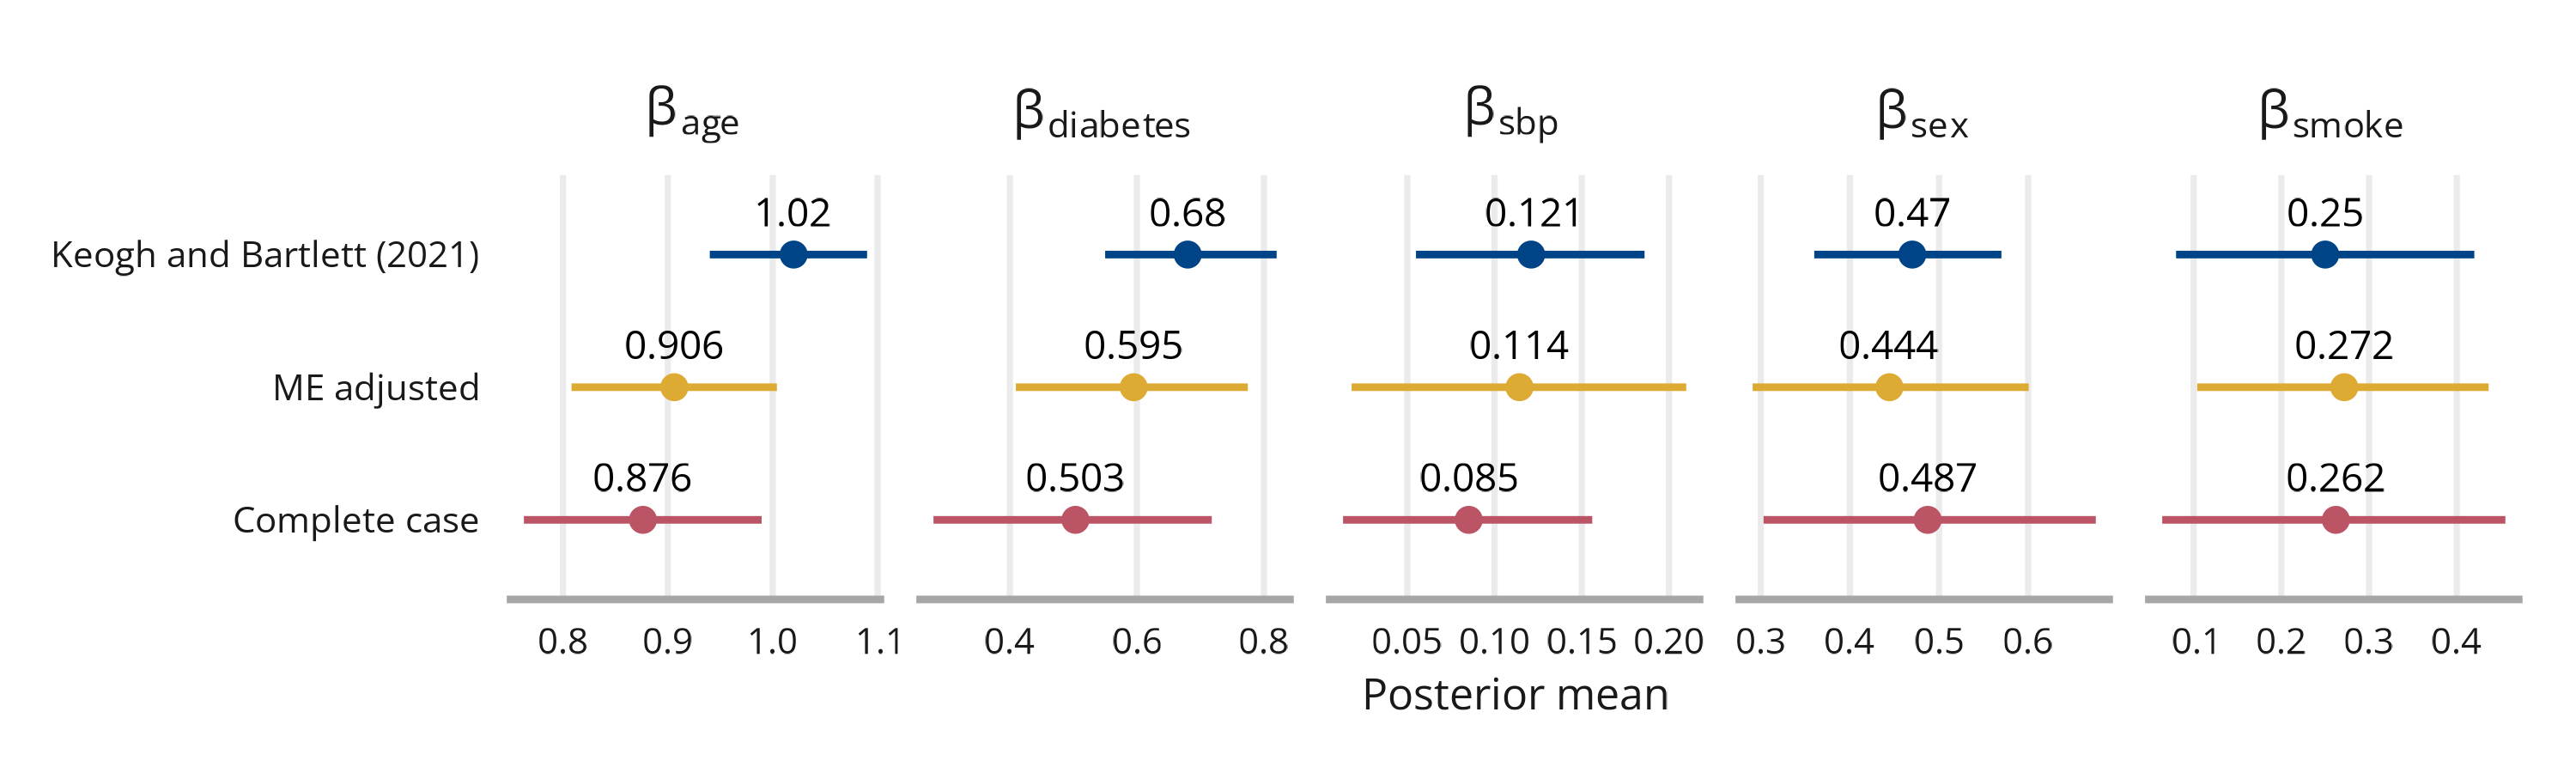 βage βdiabetes βsbp βsex βsmoke
Keogh and Bartlett (2021) 1.02 0.68 0.121 0.47 0.25
ME adjusted 0.906 0.595 0.114 0.444 0.272
Complete case 0.876 0.503 0.085 0.487 0.262
0.8 0.9 1.0 1.1 0.4 0.6 0.8 0.05 0.10 0.15 0.20 0.3 0.4 0.5 0.6 0.1 0.2 0.3 0.4
Posterior mean